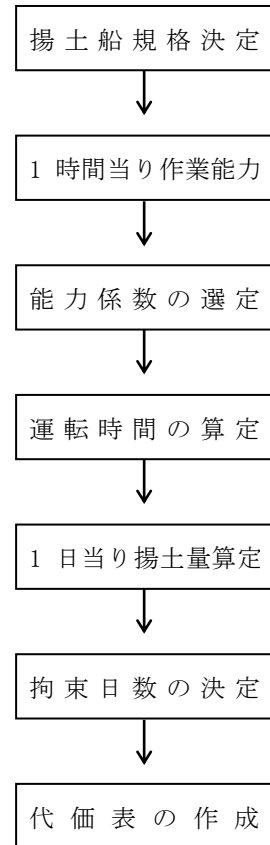 揚土船規格決定
1 時間当り作業能力
能力係数の選定
運転時間の算定
1 日当り揚土量算定
拘束日数の決定
代価表の作成